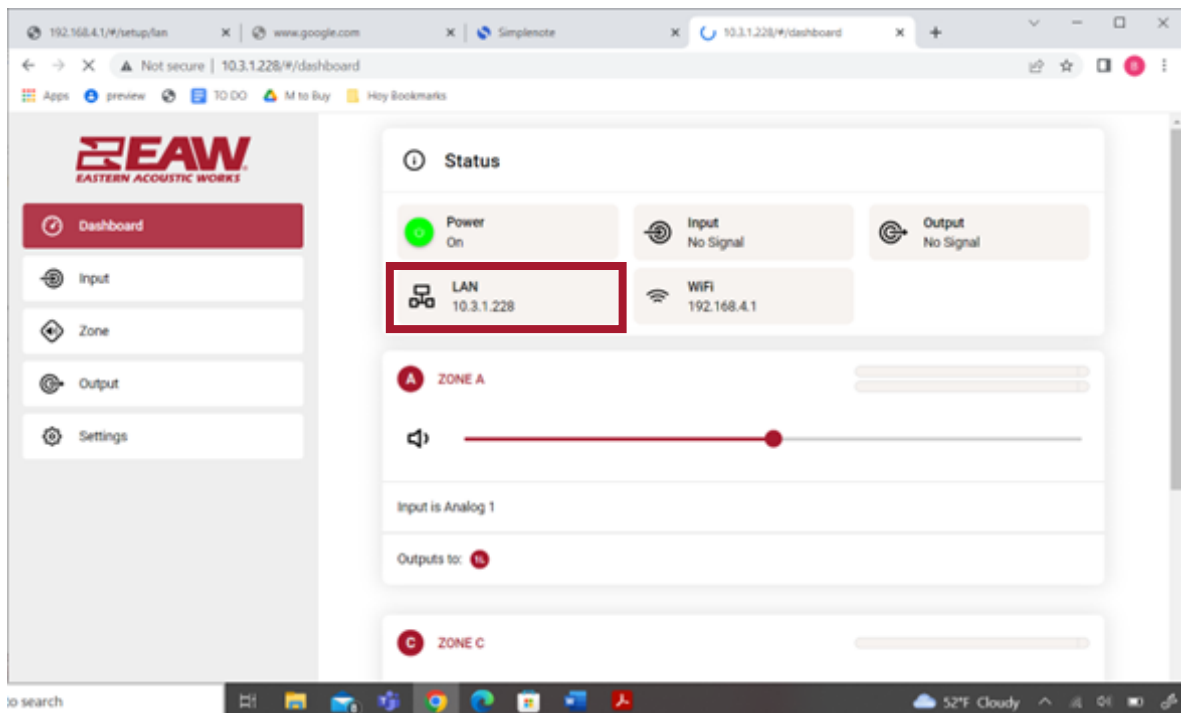 192.168.4.1/#/setup/lan
www.google.com
Simplenote
10.3.1.228/#/dashboard
Not secure | 10.3.1.228/#/dashboard
B
Apps
preview
TO DO
M to Buy
Hoy Bookmarks
EAW
EASTERN ACOUSTIC WORKS
Dashboard
Input
Zone
Output
Settings
Status
Power
On
Input
No Signal
Output
No Signal
LAN
10.3.1.228
WiFi
192.168.4.1
A ZONE A
Input is Analog 1
Outputs to:
C ZONE C
to search
52°F Cloudy